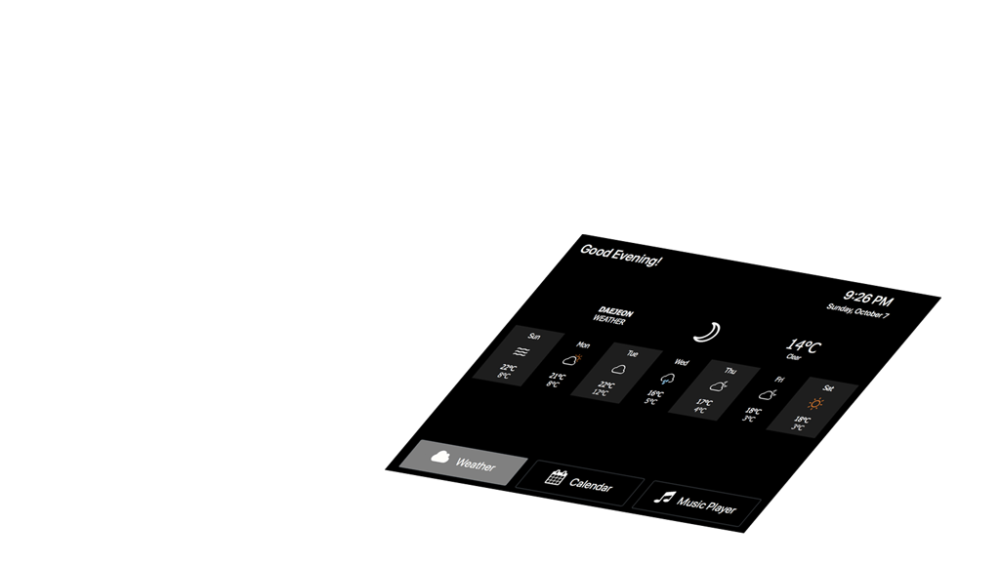 Good Evening!
9:26 PM
Sunday, October 7
DAEJEON
WEATHER
14°C
Clear
Sun
22°C
8°C
Mon
21°C
8°C
Tue
22°C
12°C
Wed
16°C
5°C
Thu
17°C
4°C
Fri
18°C
3°C
Sat
18°C
3°C
Weather
Calendar
Music Player